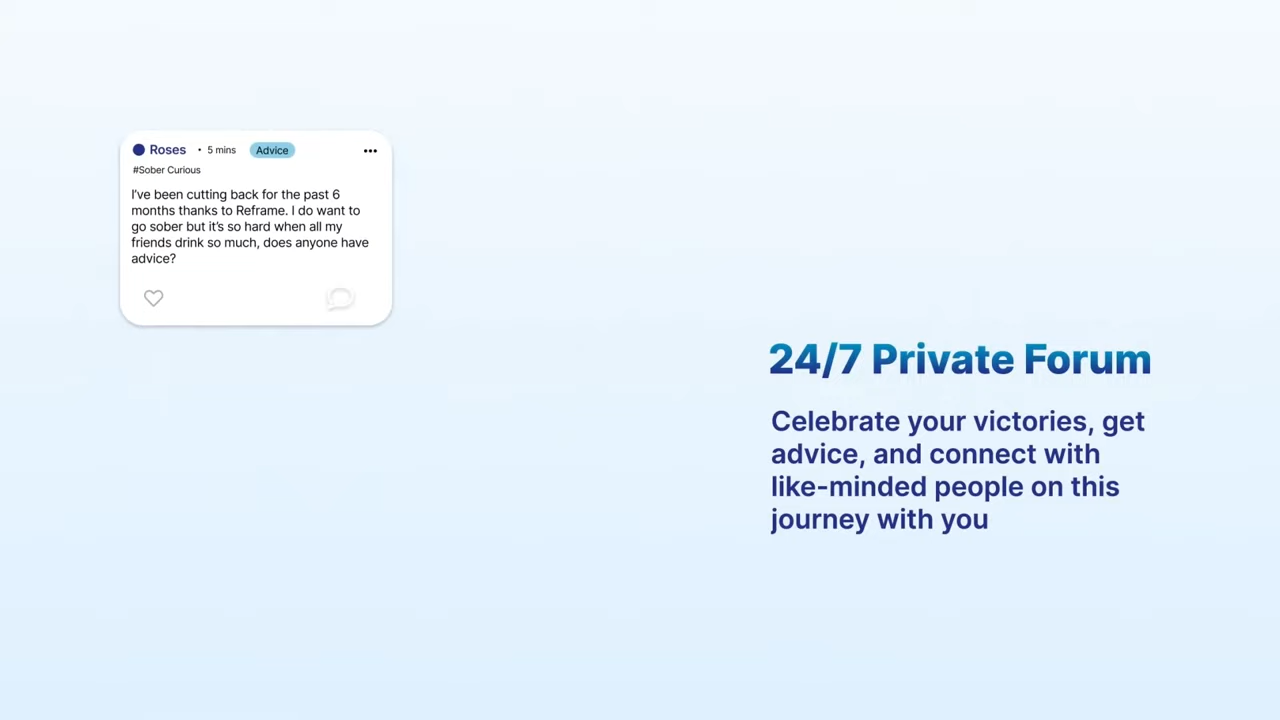 Roses • 5 mins Advice •••
#Sober Curious
I've been cutting back for the past 6
months thanks to Reframe. I do want to
go sober but it's so hard when all my
friends drink so much, does anyone have
advice?
24/7 Private Forum
Celebrate your victories, get
advice, and connect with
like-minded people on this
journey with you